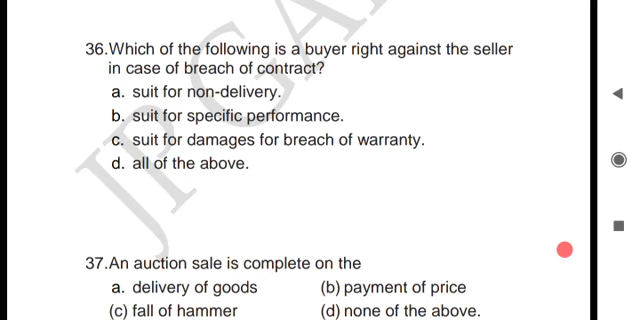 36.Which of the following is a buyer right against the seller
in case of breach of contract?
a. suit for non-delivery.
b. suit for specific performance.
c. suit for damages for breach of warranty.
d. all of the above.
JP GA
37.An auction sale is complete on the
a. delivery of goods (b) payment of price
(c) fall of hammer (d) none of the above.